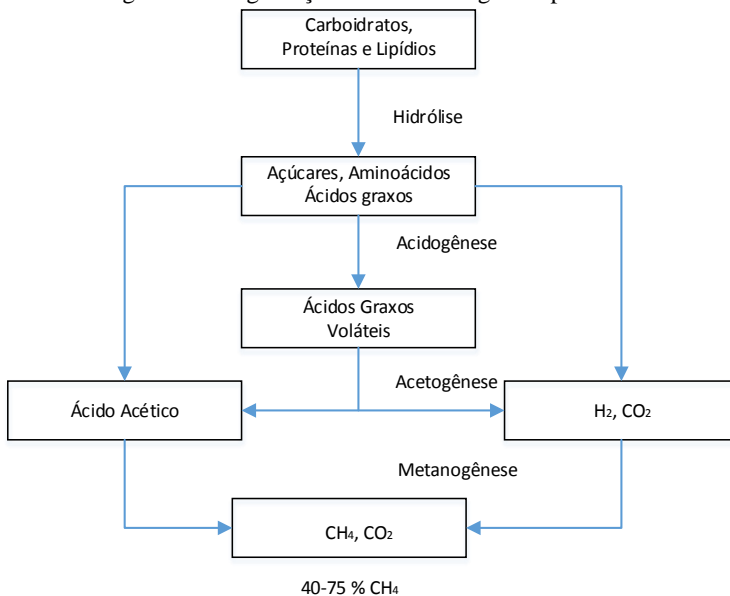 Carboidratos,
Proteínas e Lipídios
Hidrólise
Açúcares, Aminoácidos
Ácidos graxos
Acidogênese
Ácidos Graxos
Voláteis
Acetogênese
Ácido Acético
H₂, CO₂
Metanogênese
CH₄, CO₂
40-75 % CH₄